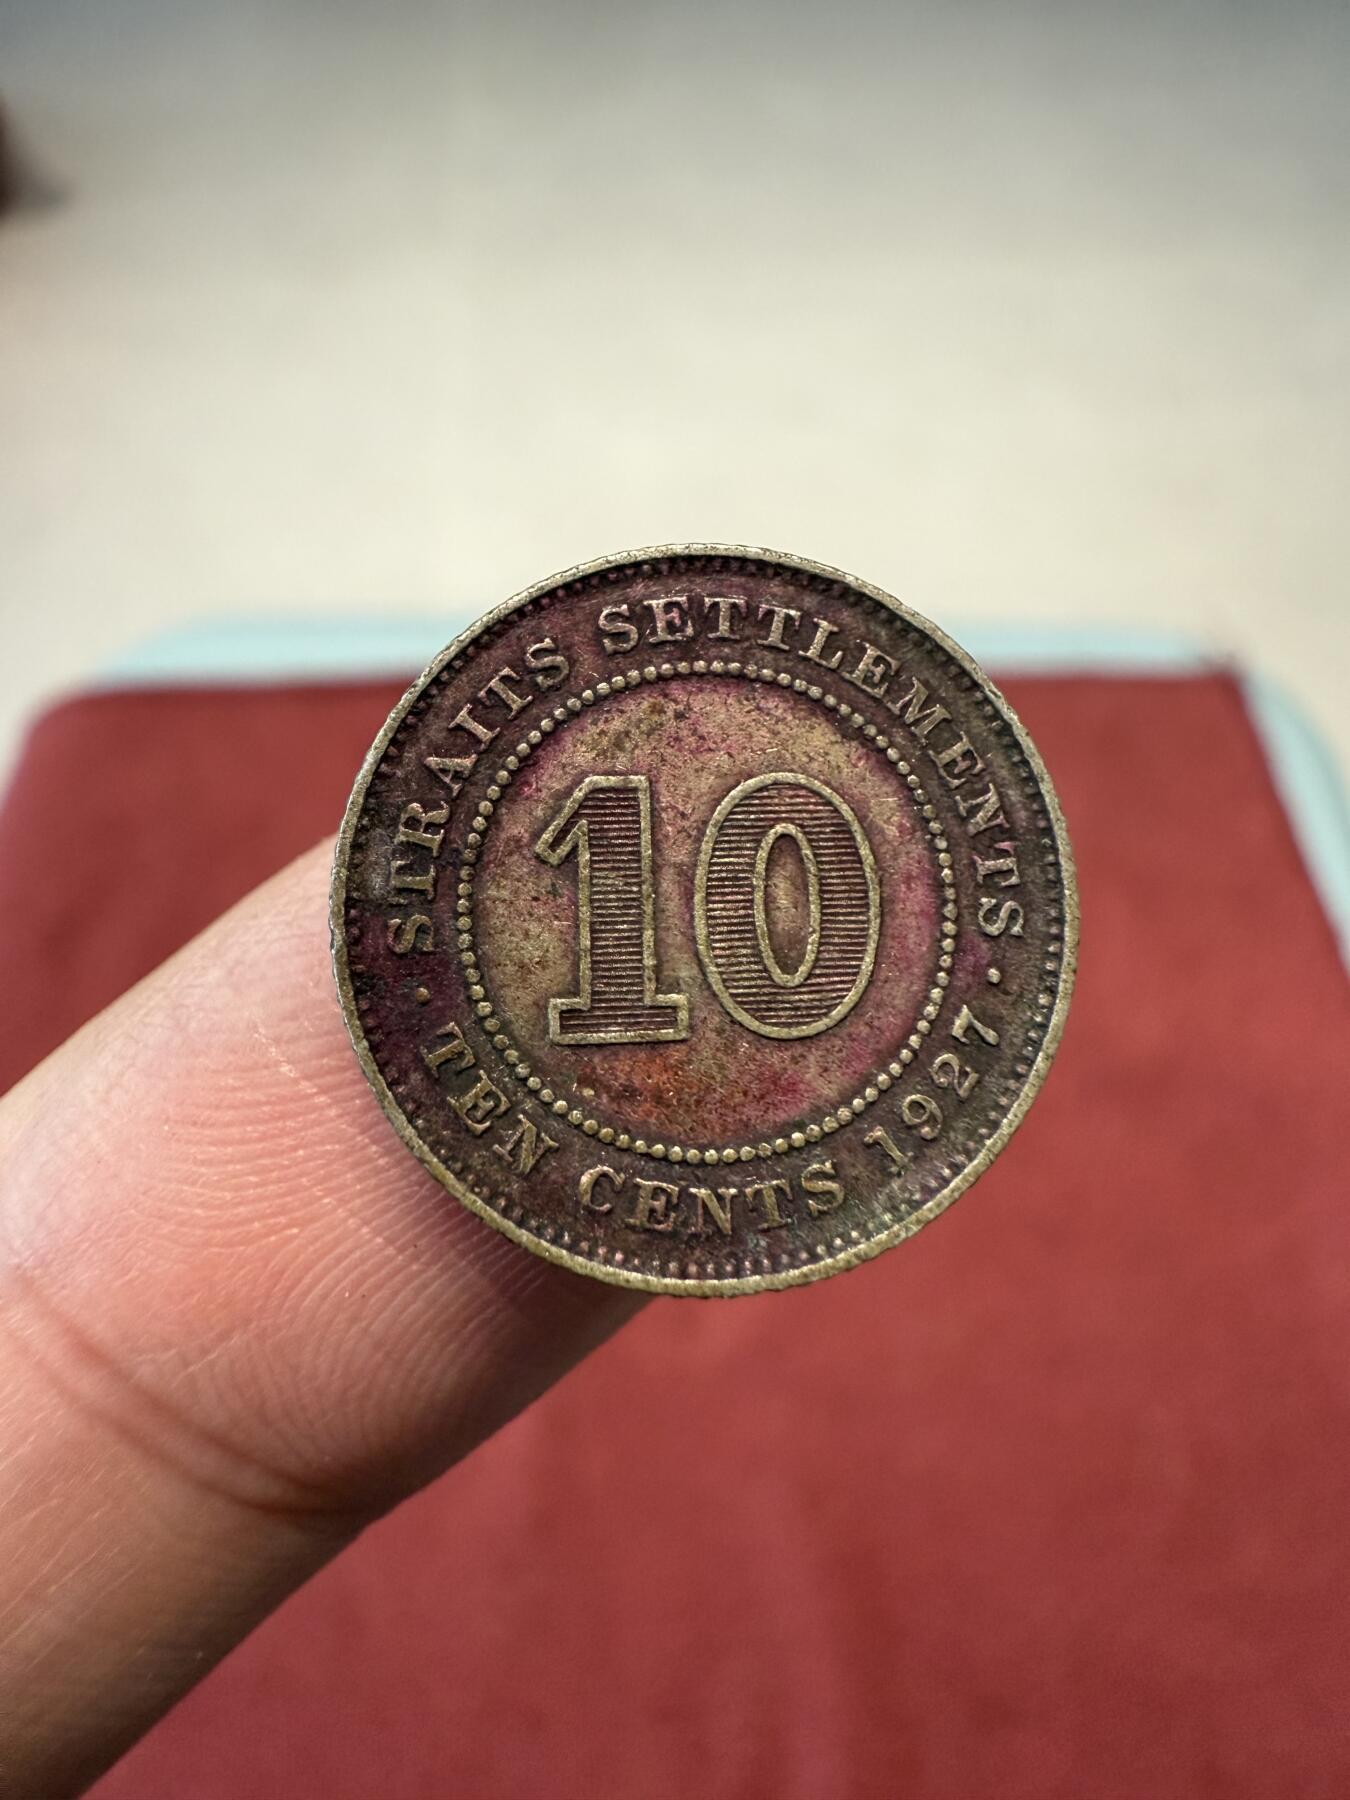 STRAITS SETTLEMENTS
10
· TEN CENTS 1927 ·